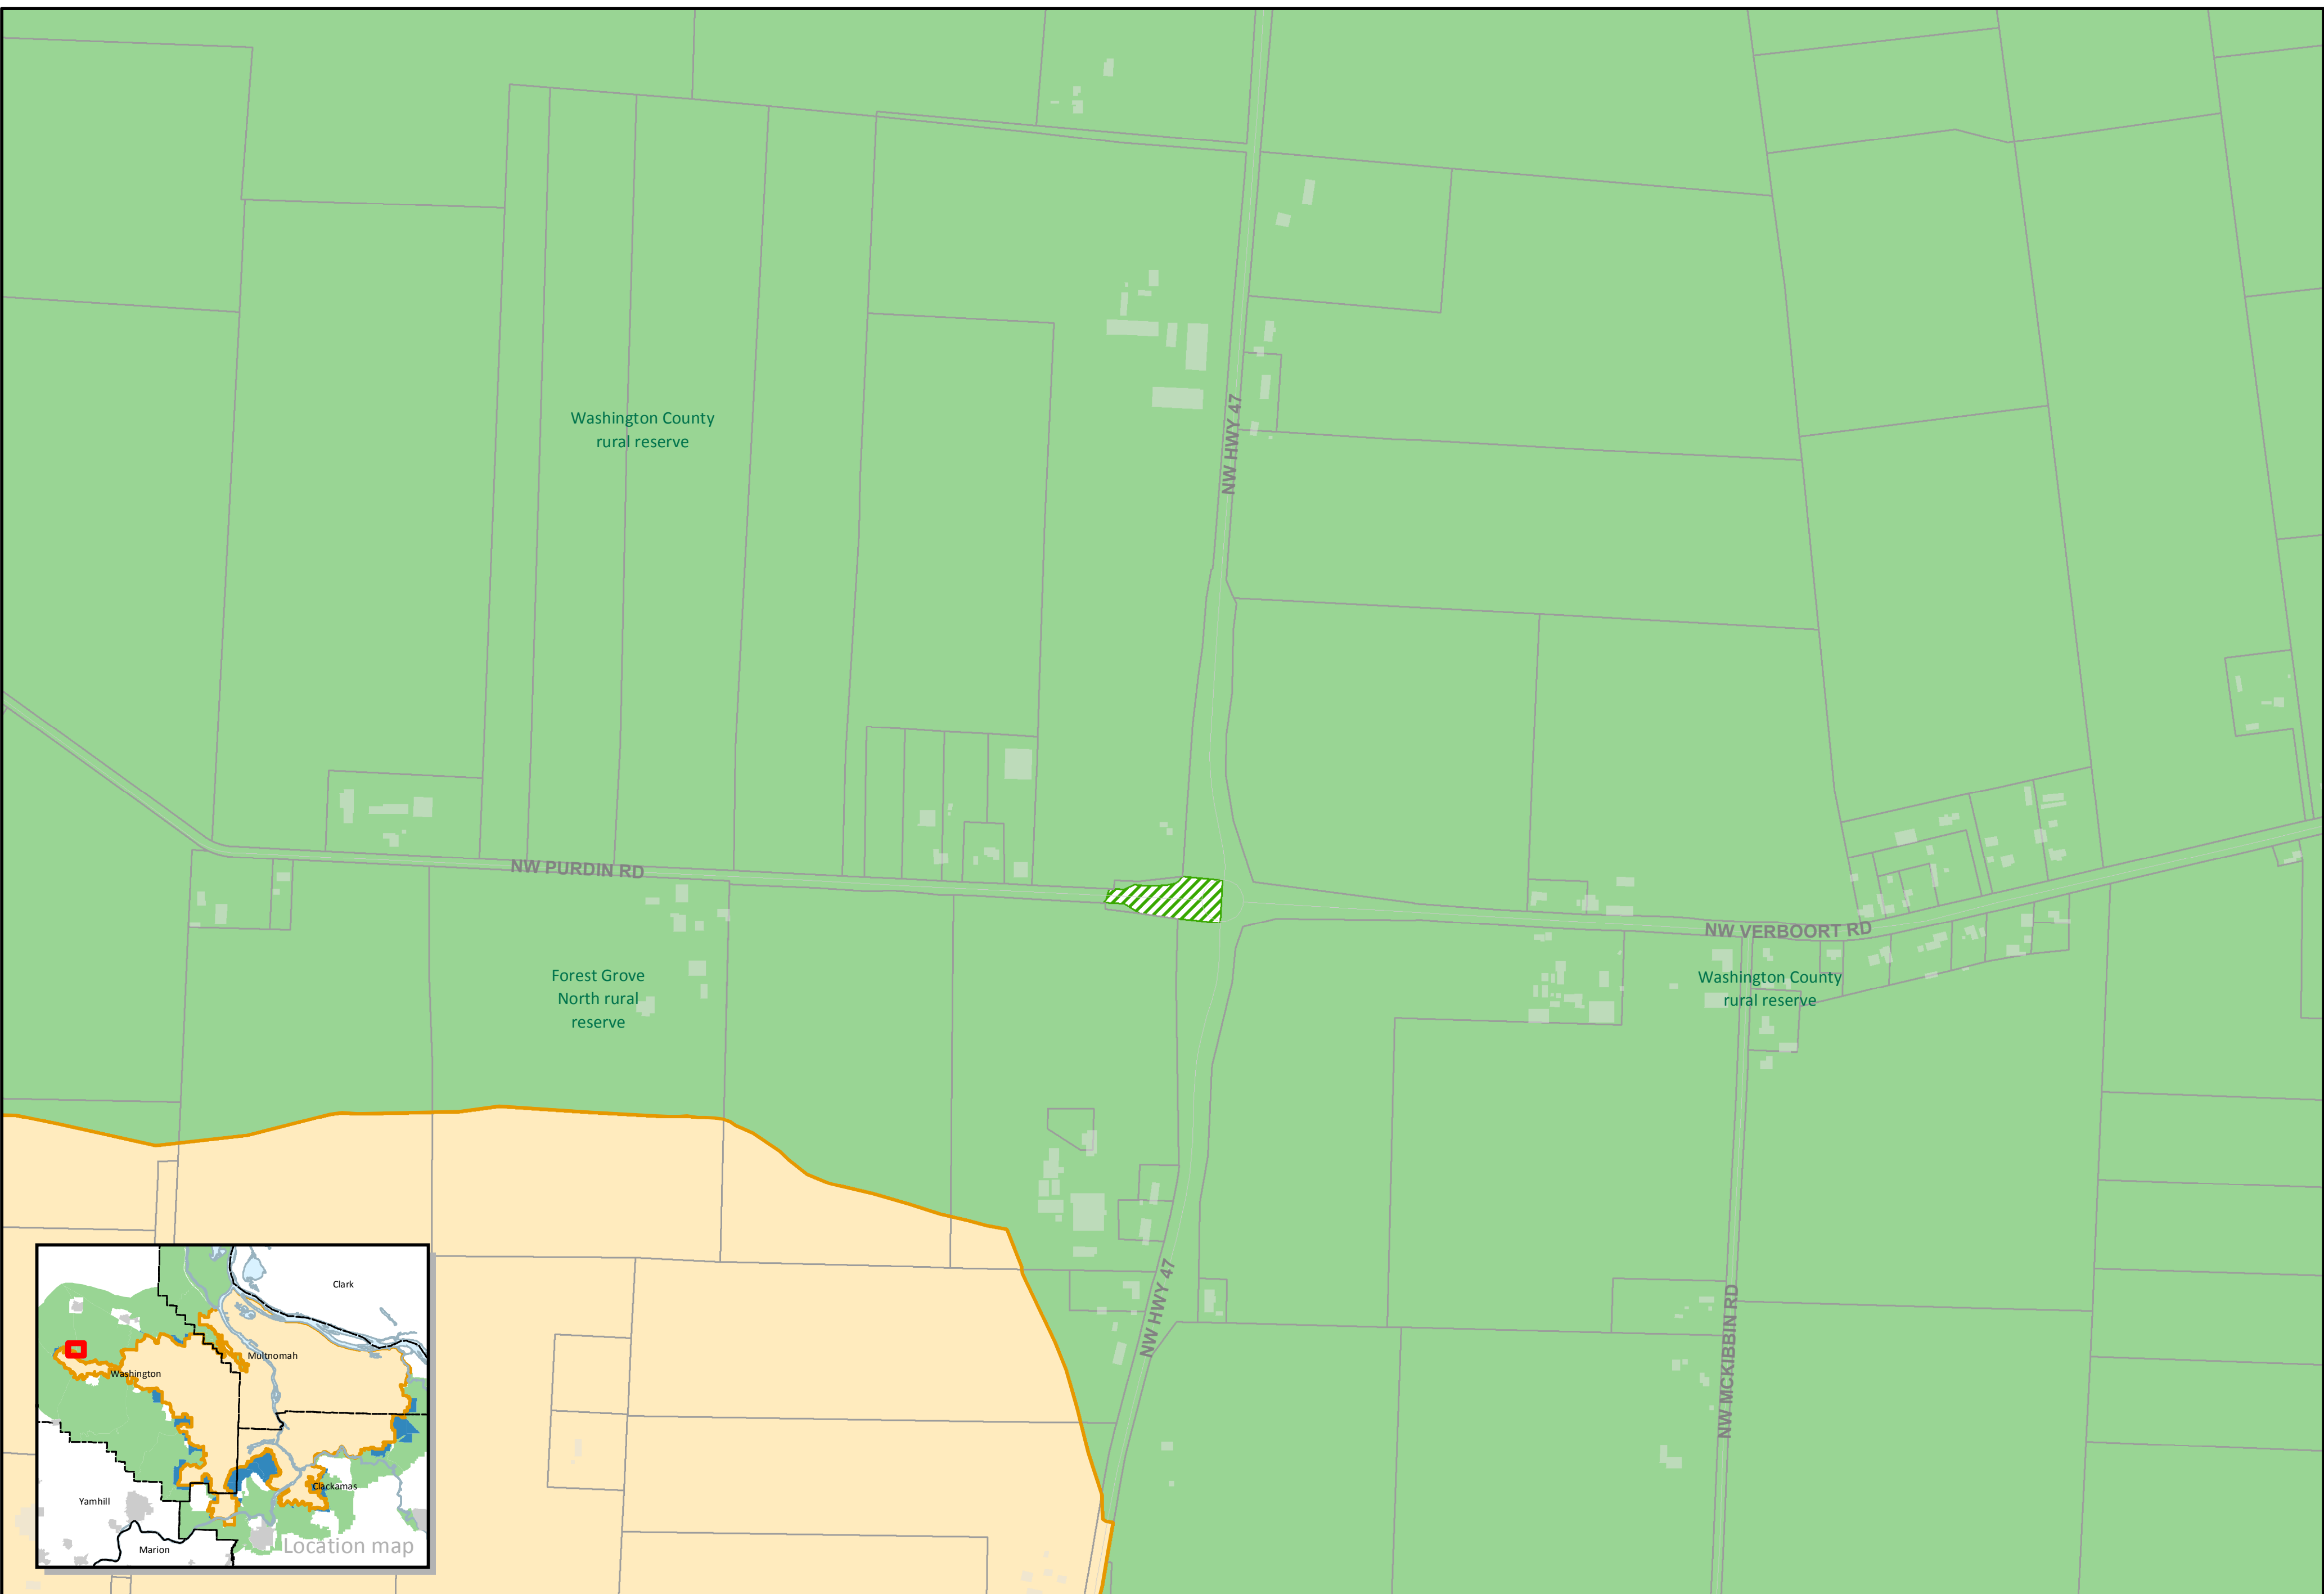 Washington County
rural reserve
NW HWY 47
NW PURDIN RD
NW VERBOORT RD
Forest Grove
North rural
reserve
Washington County
rural reserve
NW HWY 47
NW MCKIBBIN RD
Clark
Multnomah
Washington
Clackamas
Yamhill
Marion
Location map